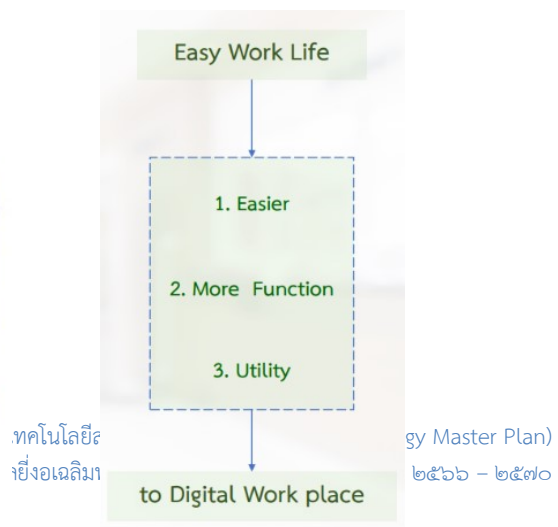 Easy Work Life
1. Easier
2. More Function
3. Utility
gy Master Plan)
๒๕๖๖ – ๒๕๗๐
to Digital Work place